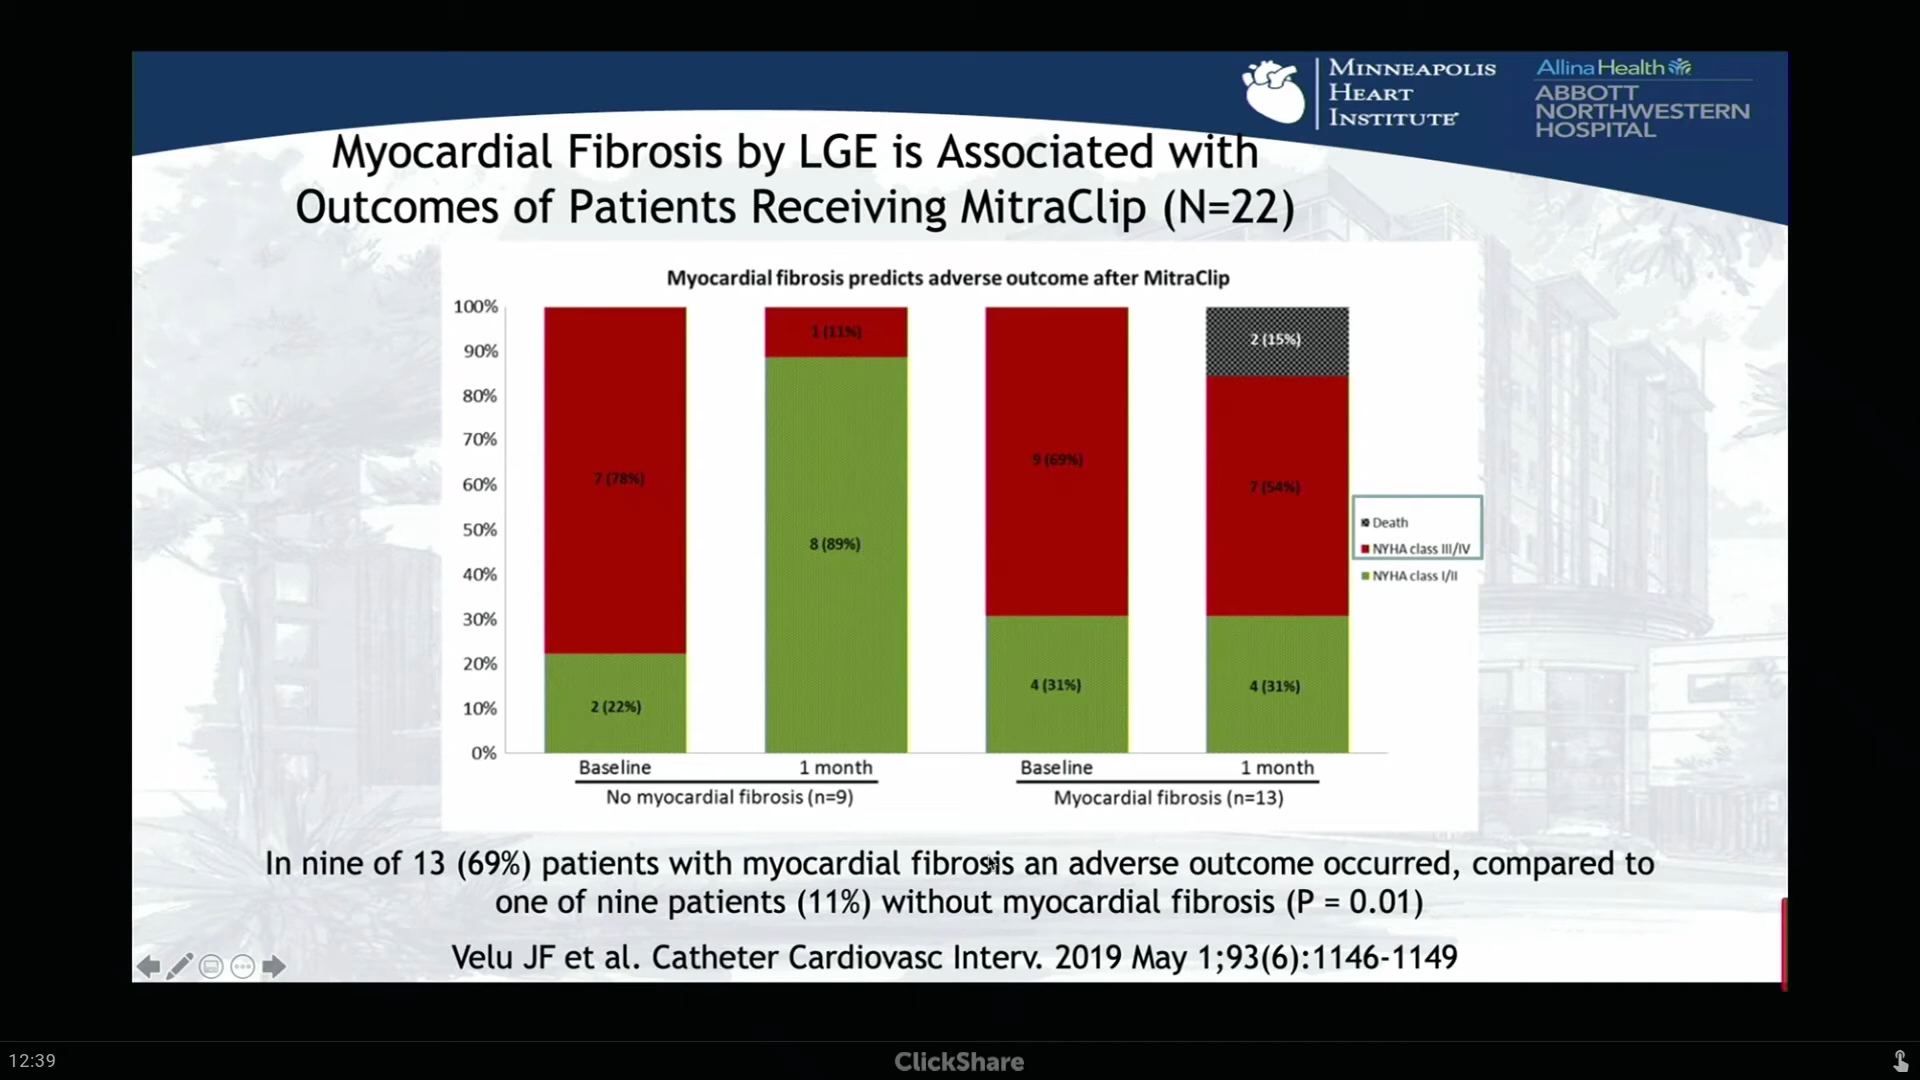 MINNEAPOLIS
HEART
INSTITUTE
AllinaHealth
ABBOTT
NORTHWESTERN
HOSPITAL
Myocardial Fibrosis by LGE is Associated with
Outcomes of Patients Receiving MitraClip (N=22)
Myocardial fibrosis predicts adverse outcome after MitraClip
100%
90%
80%
70%
60%
50%
40%
30%
20%
10%
0%
7 (78%)
2 (22%)
1 (11%)
8 (89%)
9 (69%)
4 (31%)
2 (15%)
7 (54%)
4 (31%)
Death
NYHA class III/IV
NYHA class I/II
Baseline 1 month Baseline 1 month
No myocardial fibrosis (n=9) Myocardial fibrosis (n=13)
In nine of 13 (69%) patients with myocardial fibrosis an adverse outcome occurred, compared to
one of nine patients (11%) without myocardial fibrosis (P = 0.01)
Velu JF et al. Catheter Cardiovasc Interv. 2019 May 1;93(6):1146-1149
12:39
ClickShare